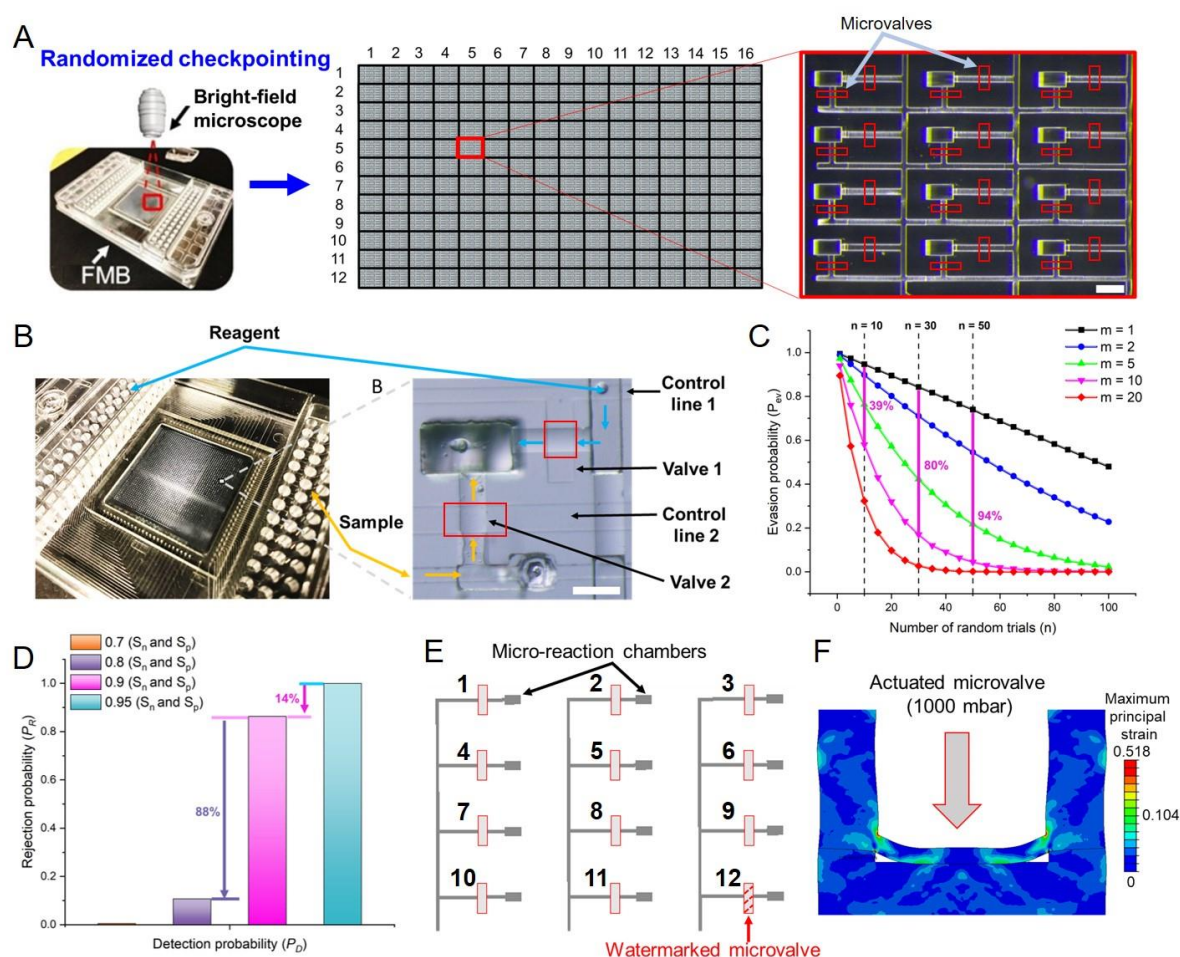 A
Randomized checkpointing
Bright-field
microscope
FMB
1 2 3 4 5 6 7 8 9 10 11 12 13 14 15 16
1
2
3
4
5
6
7
8
9
10
11
12
Microvalves
B
Reagent
Sample
B
Control
line 1
Valve 1
Control
line 2
Valve 2
C
n = 10 n = 30 n = 50
m = 1
m = 2
m = 5
m = 10
m = 20
Evasion probability (Pev)
1.0
0.8
0.6
0.4
0.2
0.0
39%
80%
94%
0 20 40 60 80 100
Number of random trials (n)
D
0.7 (Sn and Sp)
0.8 (Sn and Sp)
0.9 (Sn and Sp)
0.95 (Sn and Sp)
Rejection probability (PR)
1.0
0.8
0.6
0.4
0.2
0.0
14%
88%
Detection probability (PD)
E
Micro-reaction chambers
1 2 3
4 5 6
7 8 9
10 11 12
Watermarked microvalve
F
Actuated microvalve
(1000 mbar)
Maximum
principal
strain
0.518
0.104
0